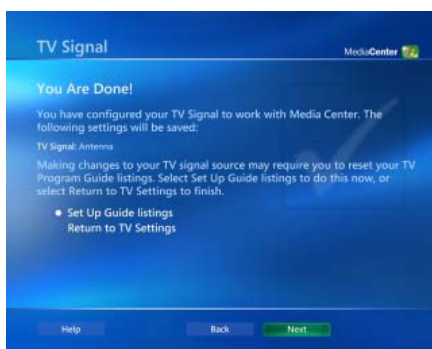 TV Signal
MediaCenter
You Are Done!
You have configured your TV Signal to work with Media Center. The
following settings will be saved:
TV Signal: Antenna
Making changes to your TV signal source may require you to reset your TV
Program Guide listings. Select Set Up Guide listings to do this now, or
select Return to TV Settings to finish.
Set Up Guide listings
Return to TV Settings
Help Back Next